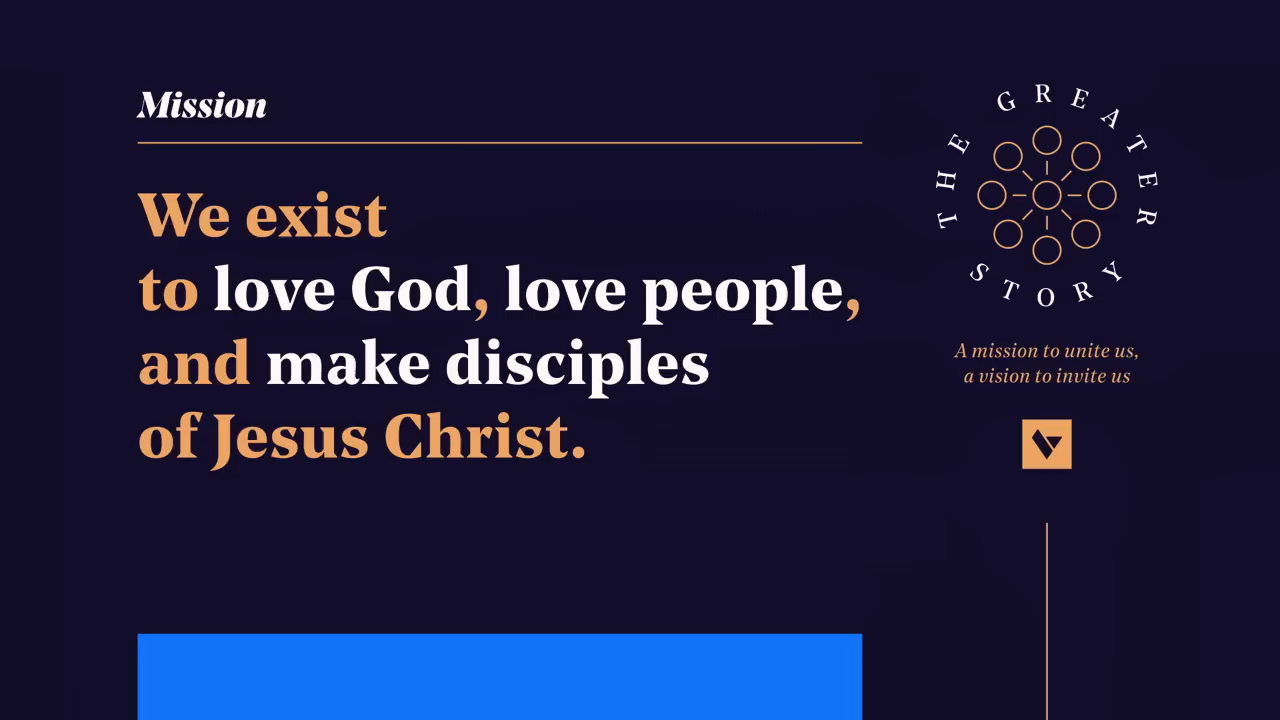 Mission
We exist
to love God, love people,
and make disciples
of Jesus Christ.
THE GREATER STORY
A mission to unite us,
a vision to invite us